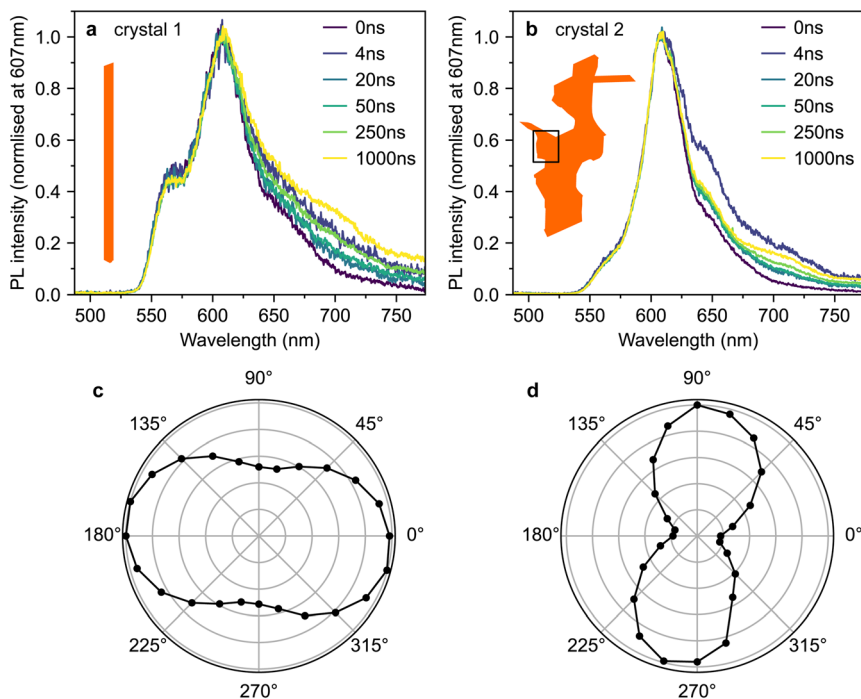 a crystal 1
0ns
4ns
20ns
50ns
250ns
1000ns
PL intensity (normlised at 607nm)
1.0
0.8
0.6
0.4
0.2
0.0
500 550 600 650 700 750
Wavelength (nm)
b crystal 2
0ns
4ns
20ns
50ns
250ns
1000ns
PL intensity (normlised at 607nm)
1.0
0.8
0.6
0.4
0.2
0.0
500 550 600 650 700 750
Wavelength (nm)
c
90°
135° 45°
180° 0°
225° 315°
270°
d
90°
135° 45°
180° 0°
225° 315°
270°